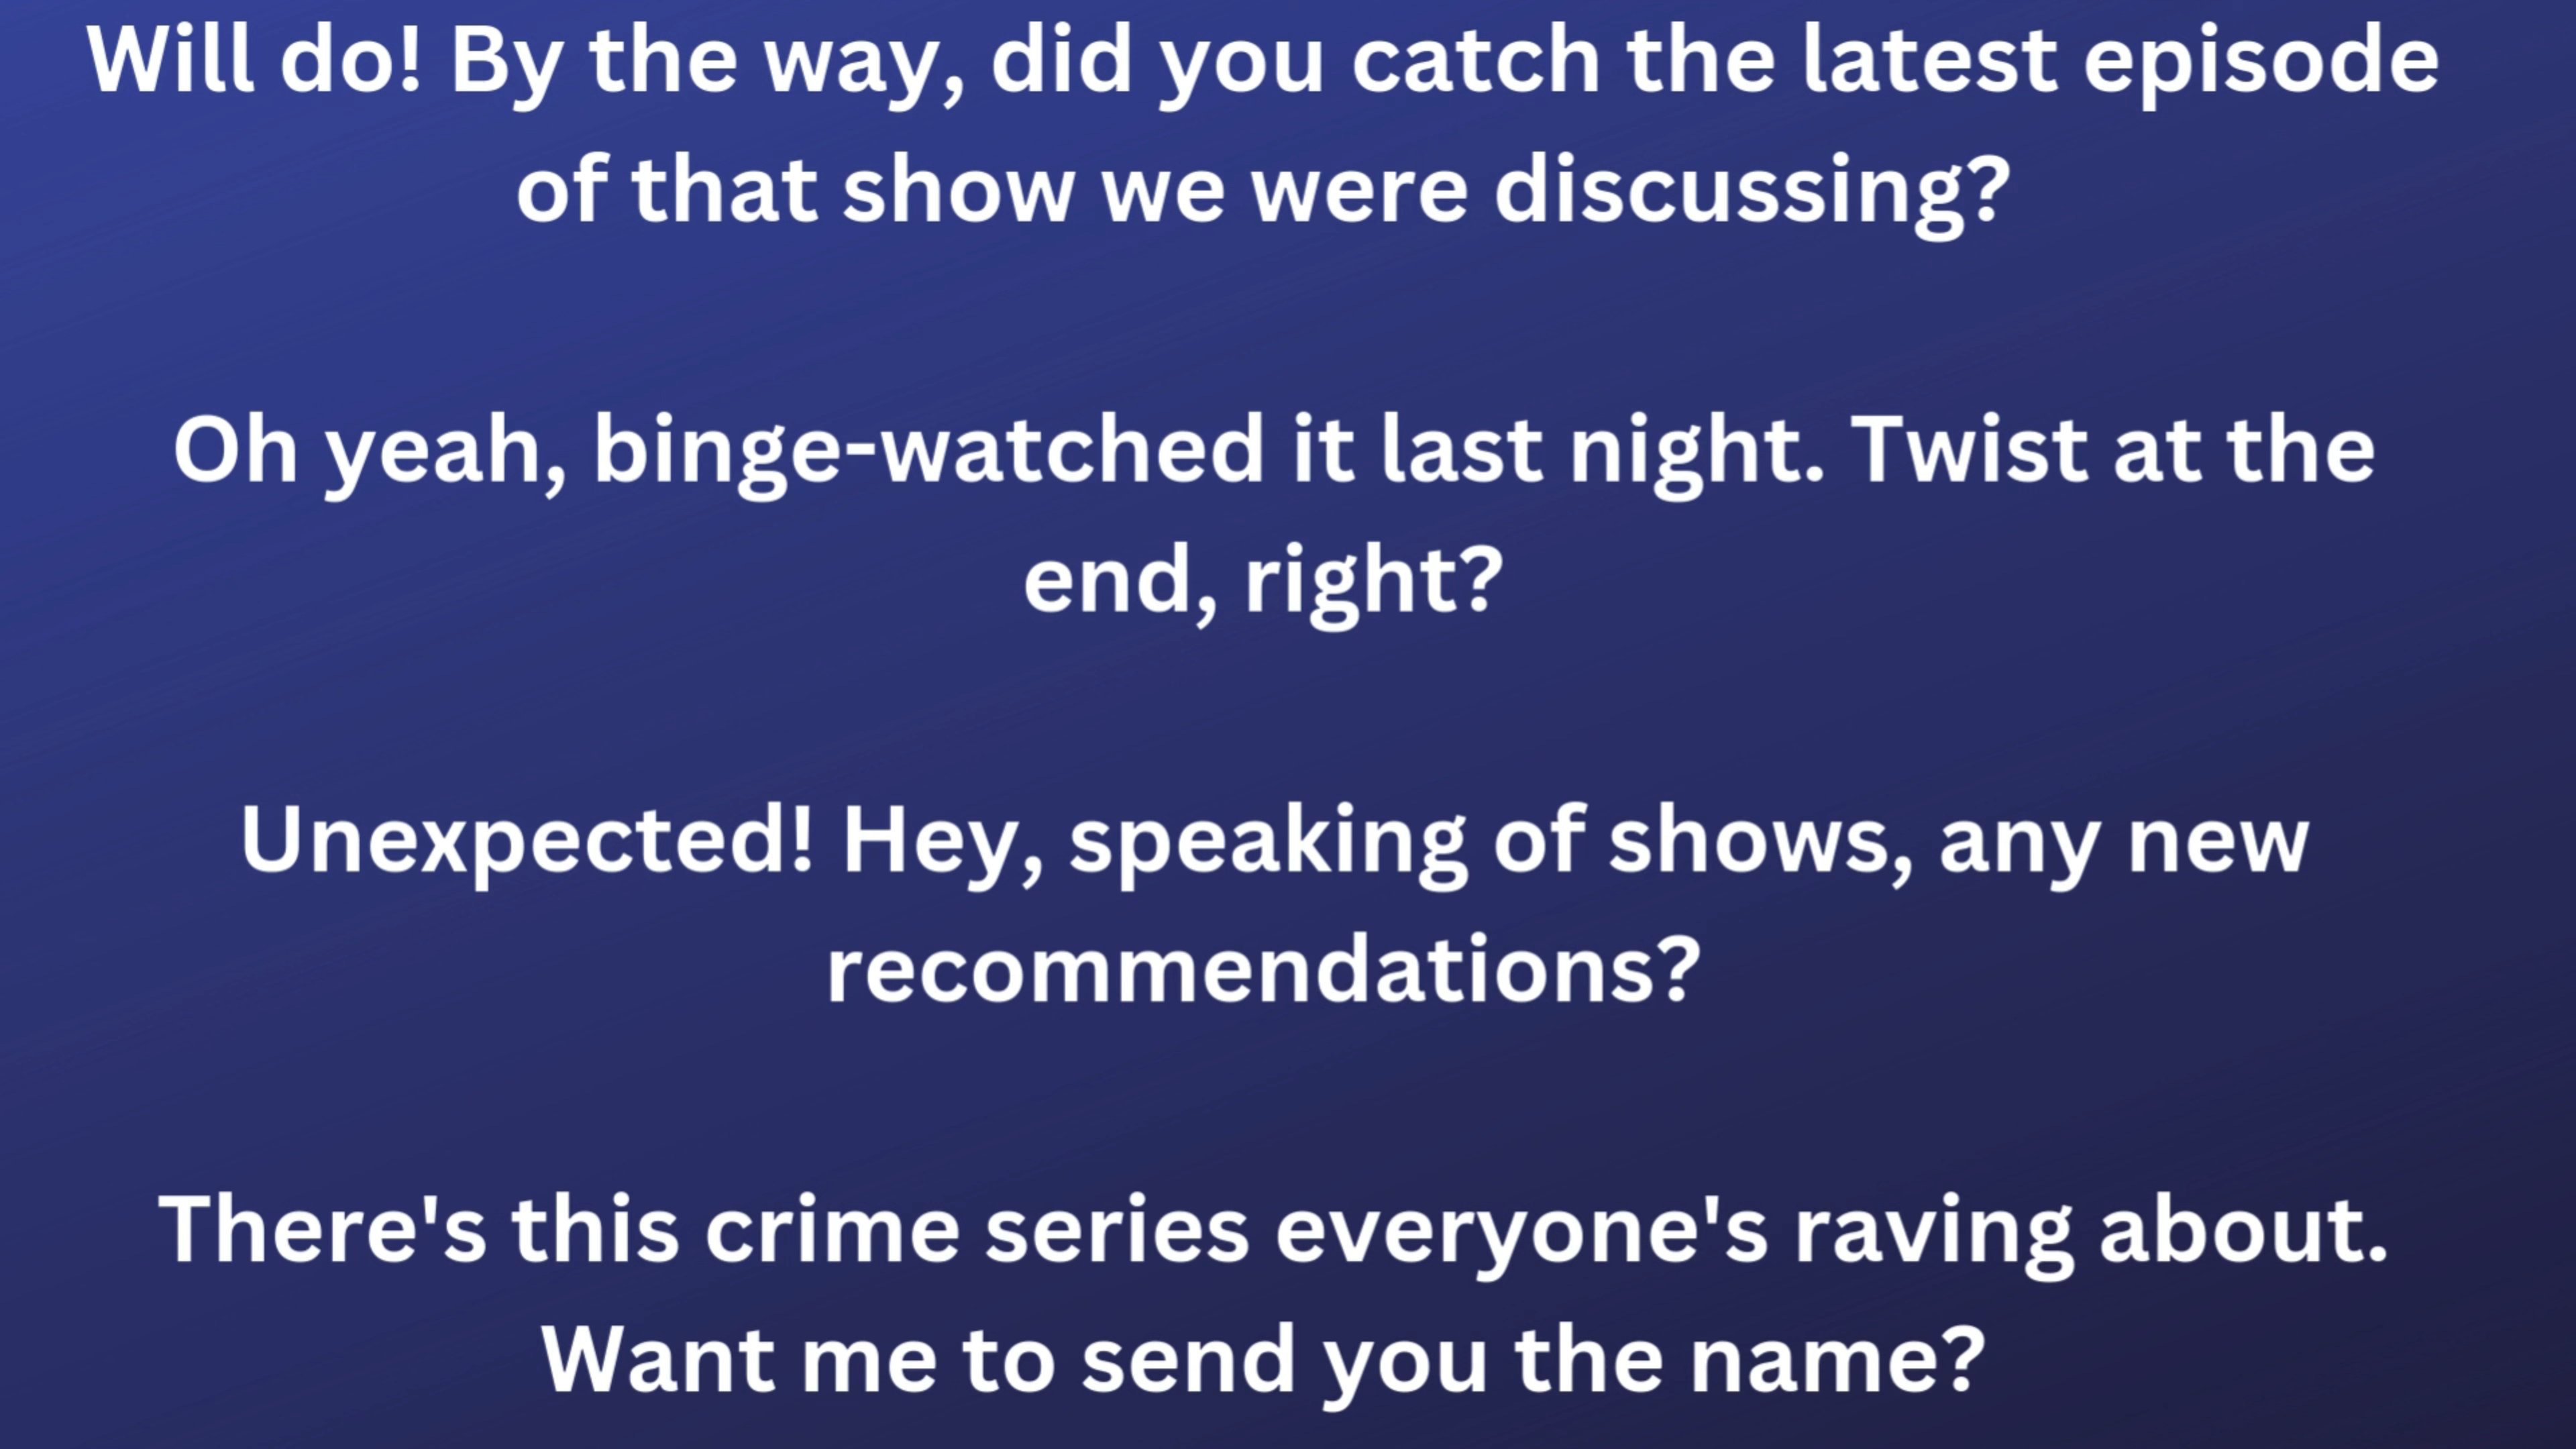 Will do! By the way, did you catch the latest episode
of that show we were discussing?
Oh yeah, binge-watched it last night. Twist at the
end, right?
Unexpected! Hey, speaking of shows, any new
recommendations?
There's this crime series everyone's raving about.
Want me to send you the name?